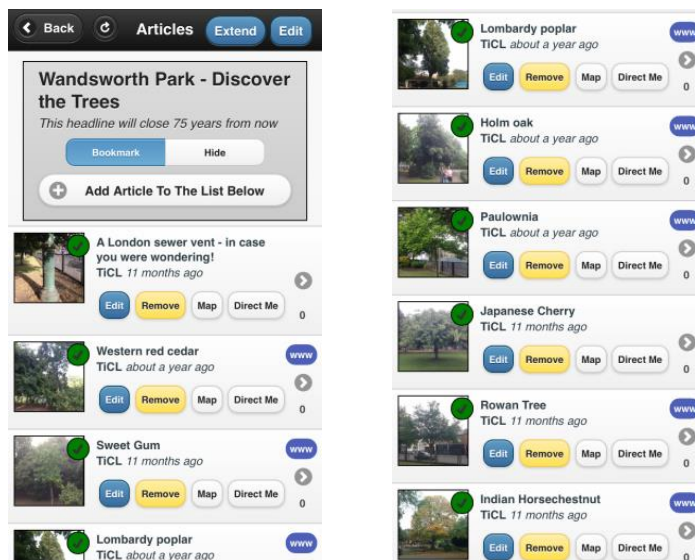 Back
Articles
Extend
Edit
Wandsworth Park - Discover
the Trees
This headline will close 75 years from now
Bookmark
Hide
Add Article To The List Below
A London sewer vent - in case
you were wondering!
TiCL 11 months ago
Edit
Remove
Map
Direct Me
0
Western red cedar
www
TiCL about a year ago
Edit
Remove
Map
Direct Me
0
Sweet Gum
www
TiCL 11 months ago
Edit
Remove
Map
Direct Me
0
Lombardy poplar
www
TiCL about a year ago
Lombardy poplar
www
TiCL about a year ago
Edit
Remove
Map
Direct Me
0
Holm oak
www
TiCL about a year ago
Edit
Remove
Map
Direct Me
0
Paulownia
www
TiCL about a year ago
Edit
Remove
Map
Direct Me
0
Japanese Cherry
TiCL 11 months ago
Edit
Remove
Map
Direct Me
0
Rowan Tree
www
TiCL 11 months ago
Edit
Remove
Map
Direct Me
0
Indian Horsechestnut
www
TiCL 11 months ago
Edit
Remove
Map
Direct Me
0